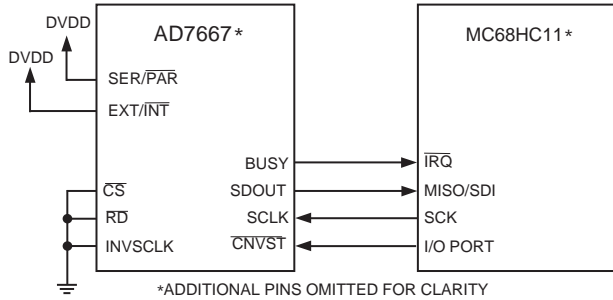 DVDD
DVDD
AD7667*
SER/PAR
EXT/INT
BUSY
SDOUT
SCLK
CNVST
CS
RD
INVSCLK
MC68HC11*
IRQ
MISO/SDI
SCK
I/O PORT
*ADDITIONAL PINS OMITTED FOR CLARITY